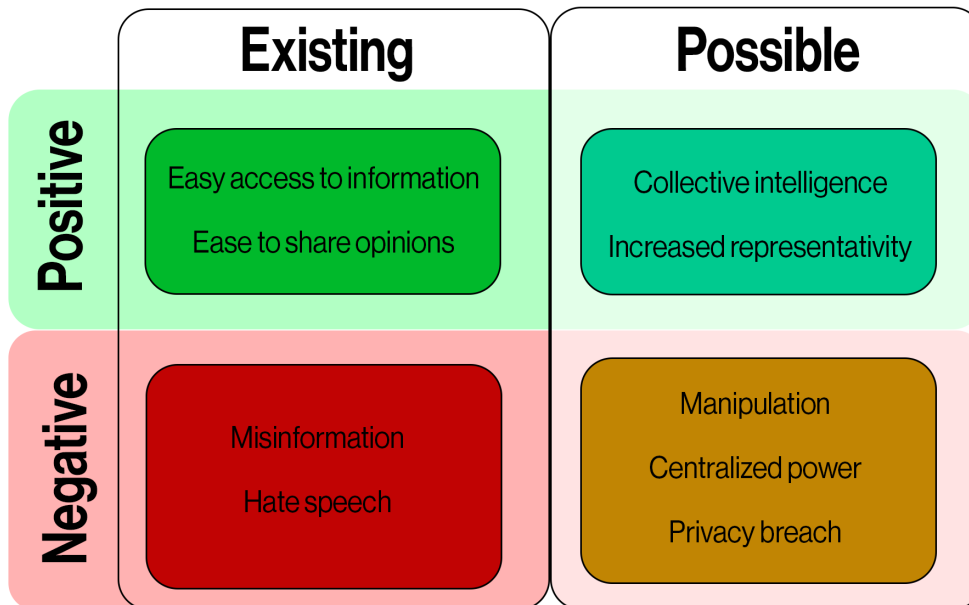 Existing
Possible
Positive
Easy access to information
Ease to share opinions
Collective intelligence
Increased representativity
Negative
Misinformation
Hate speech
Manipulation
Centralized power
Privacy breach